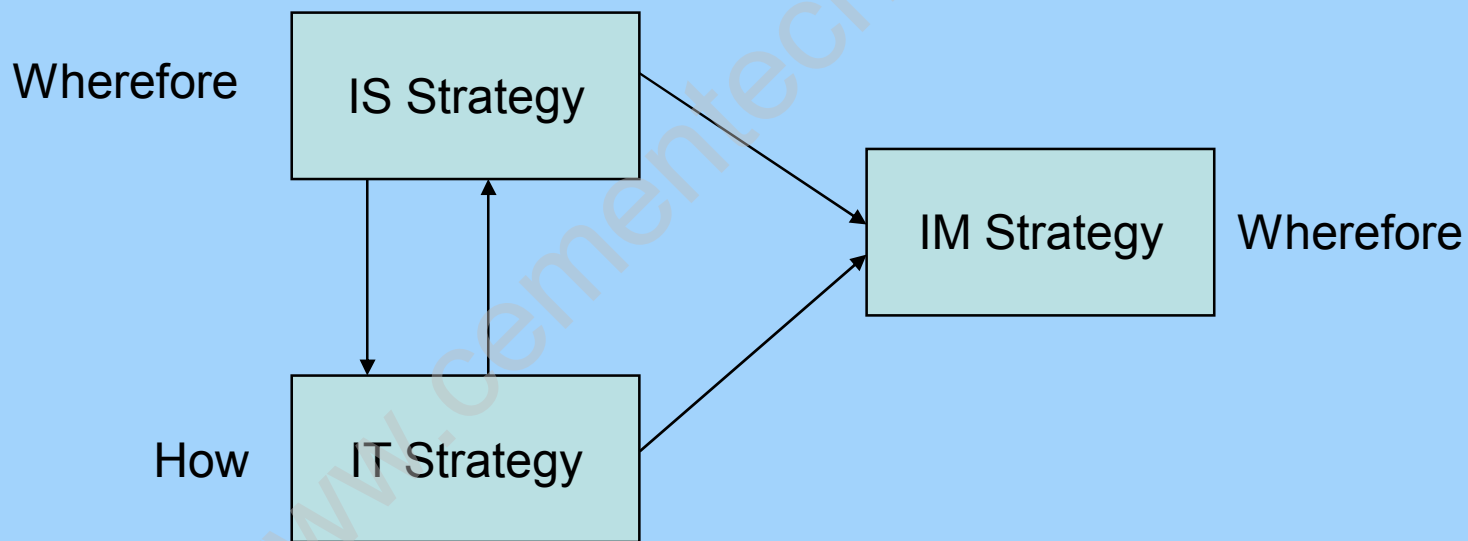 Wherefore
IS Strategy
IM Strategy
Wherefore
How
IT Strategy